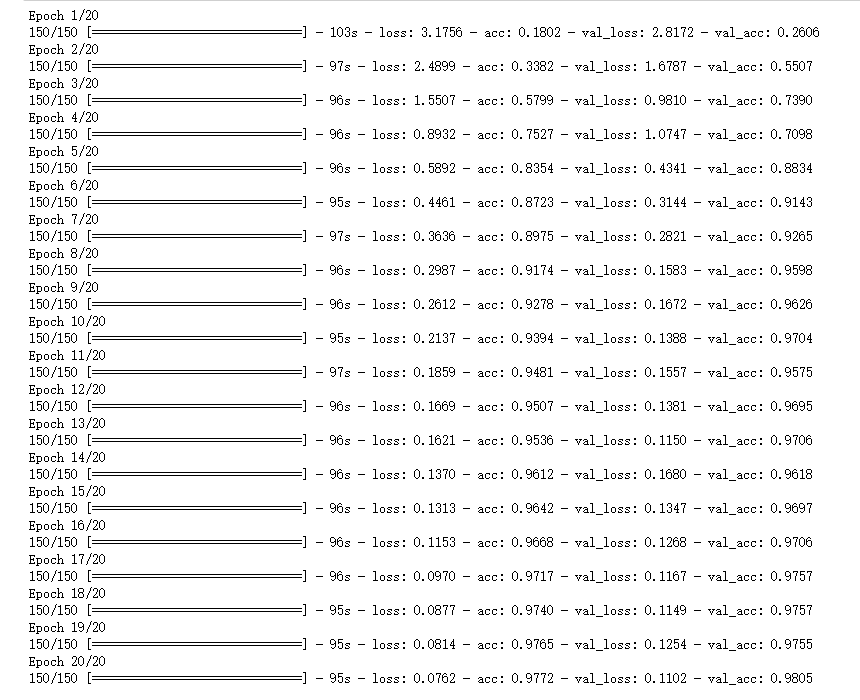 Epoch 1/20
150/150 [==============================] - 103s - loss: 3.1756 - acc: 0.1802 - val_loss: 2.8172 - val_acc: 0.2606
Epoch 2/20
150/150 [==============================] - 97s - loss: 2.4899 - acc: 0.3382 - val_loss: 1.6787 - val_acc: 0.5507
Epoch 3/20
150/150 [==============================] - 96s - loss: 1.5507 - acc: 0.5799 - val_loss: 0.9810 - val_acc: 0.7390
Epoch 4/20
150/150 [==============================] - 96s - loss: 0.8932 - acc: 0.7527 - val_loss: 1.0747 - val_acc: 0.7098
Epoch 5/20
150/150 [==============================] - 96s - loss: 0.5892 - acc: 0.8354 - val_loss: 0.4341 - val_acc: 0.8834
Epoch 6/20
150/150 [==============================] - 95s - loss: 0.4461 - acc: 0.8723 - val_loss: 0.3144 - val_acc: 0.9143
Epoch 7/20
150/150 [==============================] - 97s - loss: 0.3636 - acc: 0.8975 - val_loss: 0.2821 - val_acc: 0.9265
Epoch 8/20
150/150 [==============================] - 96s - loss: 0.2987 - acc: 0.9174 - val_loss: 0.1583 - val_acc: 0.9598
Epoch 9/20
150/150 [==============================] - 96s - loss: 0.2612 - acc: 0.9278 - val_loss: 0.1672 - val_acc: 0.9626
Epoch 10/20
150/150 [==============================] - 95s - loss: 0.2137 - acc: 0.9394 - val_loss: 0.1388 - val_acc: 0.9704
Epoch 11/20
150/150 [==============================] - 97s - loss: 0.1859 - acc: 0.9481 - val_loss: 0.1557 - val_acc: 0.9575
Epoch 12/20
150/150 [==============================] - 96s - loss: 0.1669 - acc: 0.9507 - val_loss: 0.1381 - val_acc: 0.9695
Epoch 13/20
150/150 [==============================] - 96s - loss: 0.1621 - acc: 0.9536 - val_loss: 0.1150 - val_acc: 0.9706
Epoch 14/20
150/150 [==============================] - 96s - loss: 0.1370 - acc: 0.9612 - val_loss: 0.1680 - val_acc: 0.9618
Epoch 15/20
150/150 [==============================] - 96s - loss: 0.1313 - acc: 0.9642 - val_loss: 0.1347 - val_acc: 0.9697
Epoch 16/20
150/150 [==============================] - 96s - loss: 0.1153 - acc: 0.9668 - val_loss: 0.1268 - val_acc: 0.9706
Epoch 17/20
150/150 [==============================] - 96s - loss: 0.0970 - acc: 0.9717 - val_loss: 0.1167 - val_acc: 0.9757
Epoch 18/20
150/150 [==============================] - 95s - loss: 0.0877 - acc: 0.9740 - val_loss: 0.1149 - val_acc: 0.9757
Epoch 19/20
150/150 [==============================] - 95s - loss: 0.0814 - acc: 0.9765 - val_loss: 0.1254 - val_acc: 0.9755
Epoch 20/20
150/150 [==============================] - 95s - loss: 0.0762 - acc: 0.9772 - val_loss: 0.1102 - val_acc: 0.9805